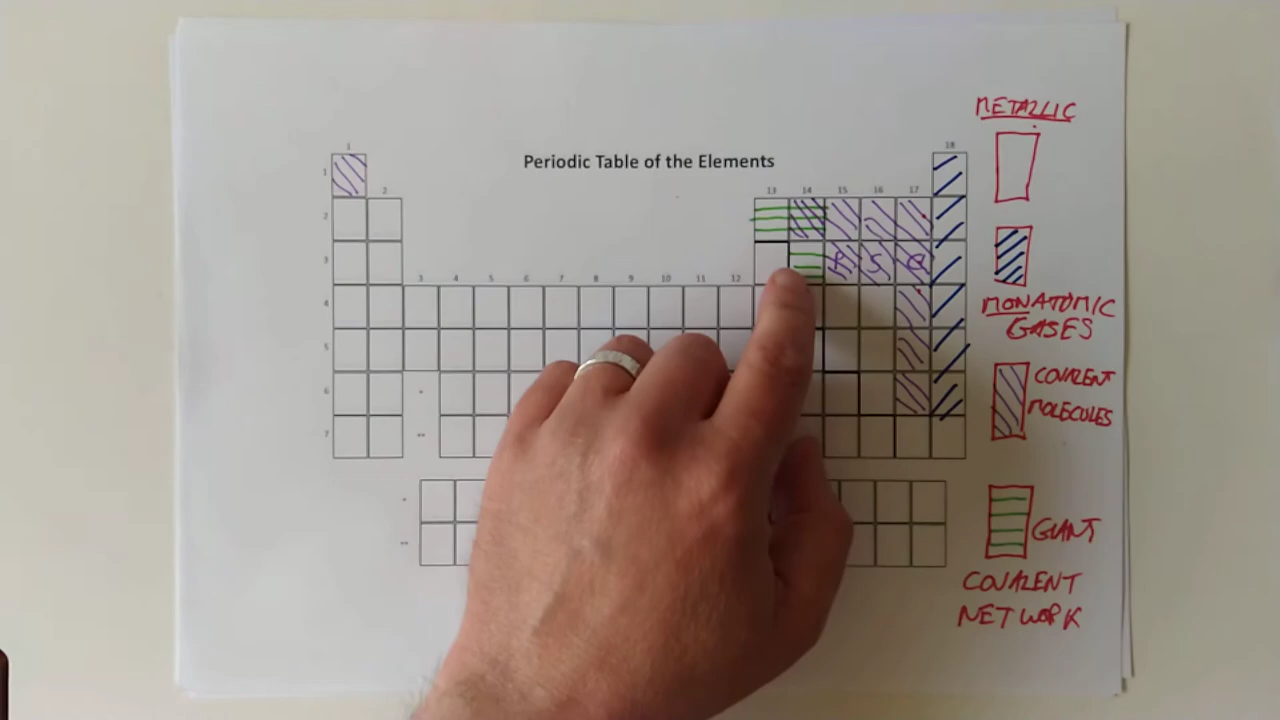 METALLIC
1
18
Periodic Table of the Elements
1
2
13 14 15 16 17
2
3
P S Cl
3 4 5 6 7 8 9 10 11 12
4
MONATOMIC
GASES
5
COVALENT
6
*
MOLECULES
7
**
*
GIANT
**
COVALENT
NETWORK